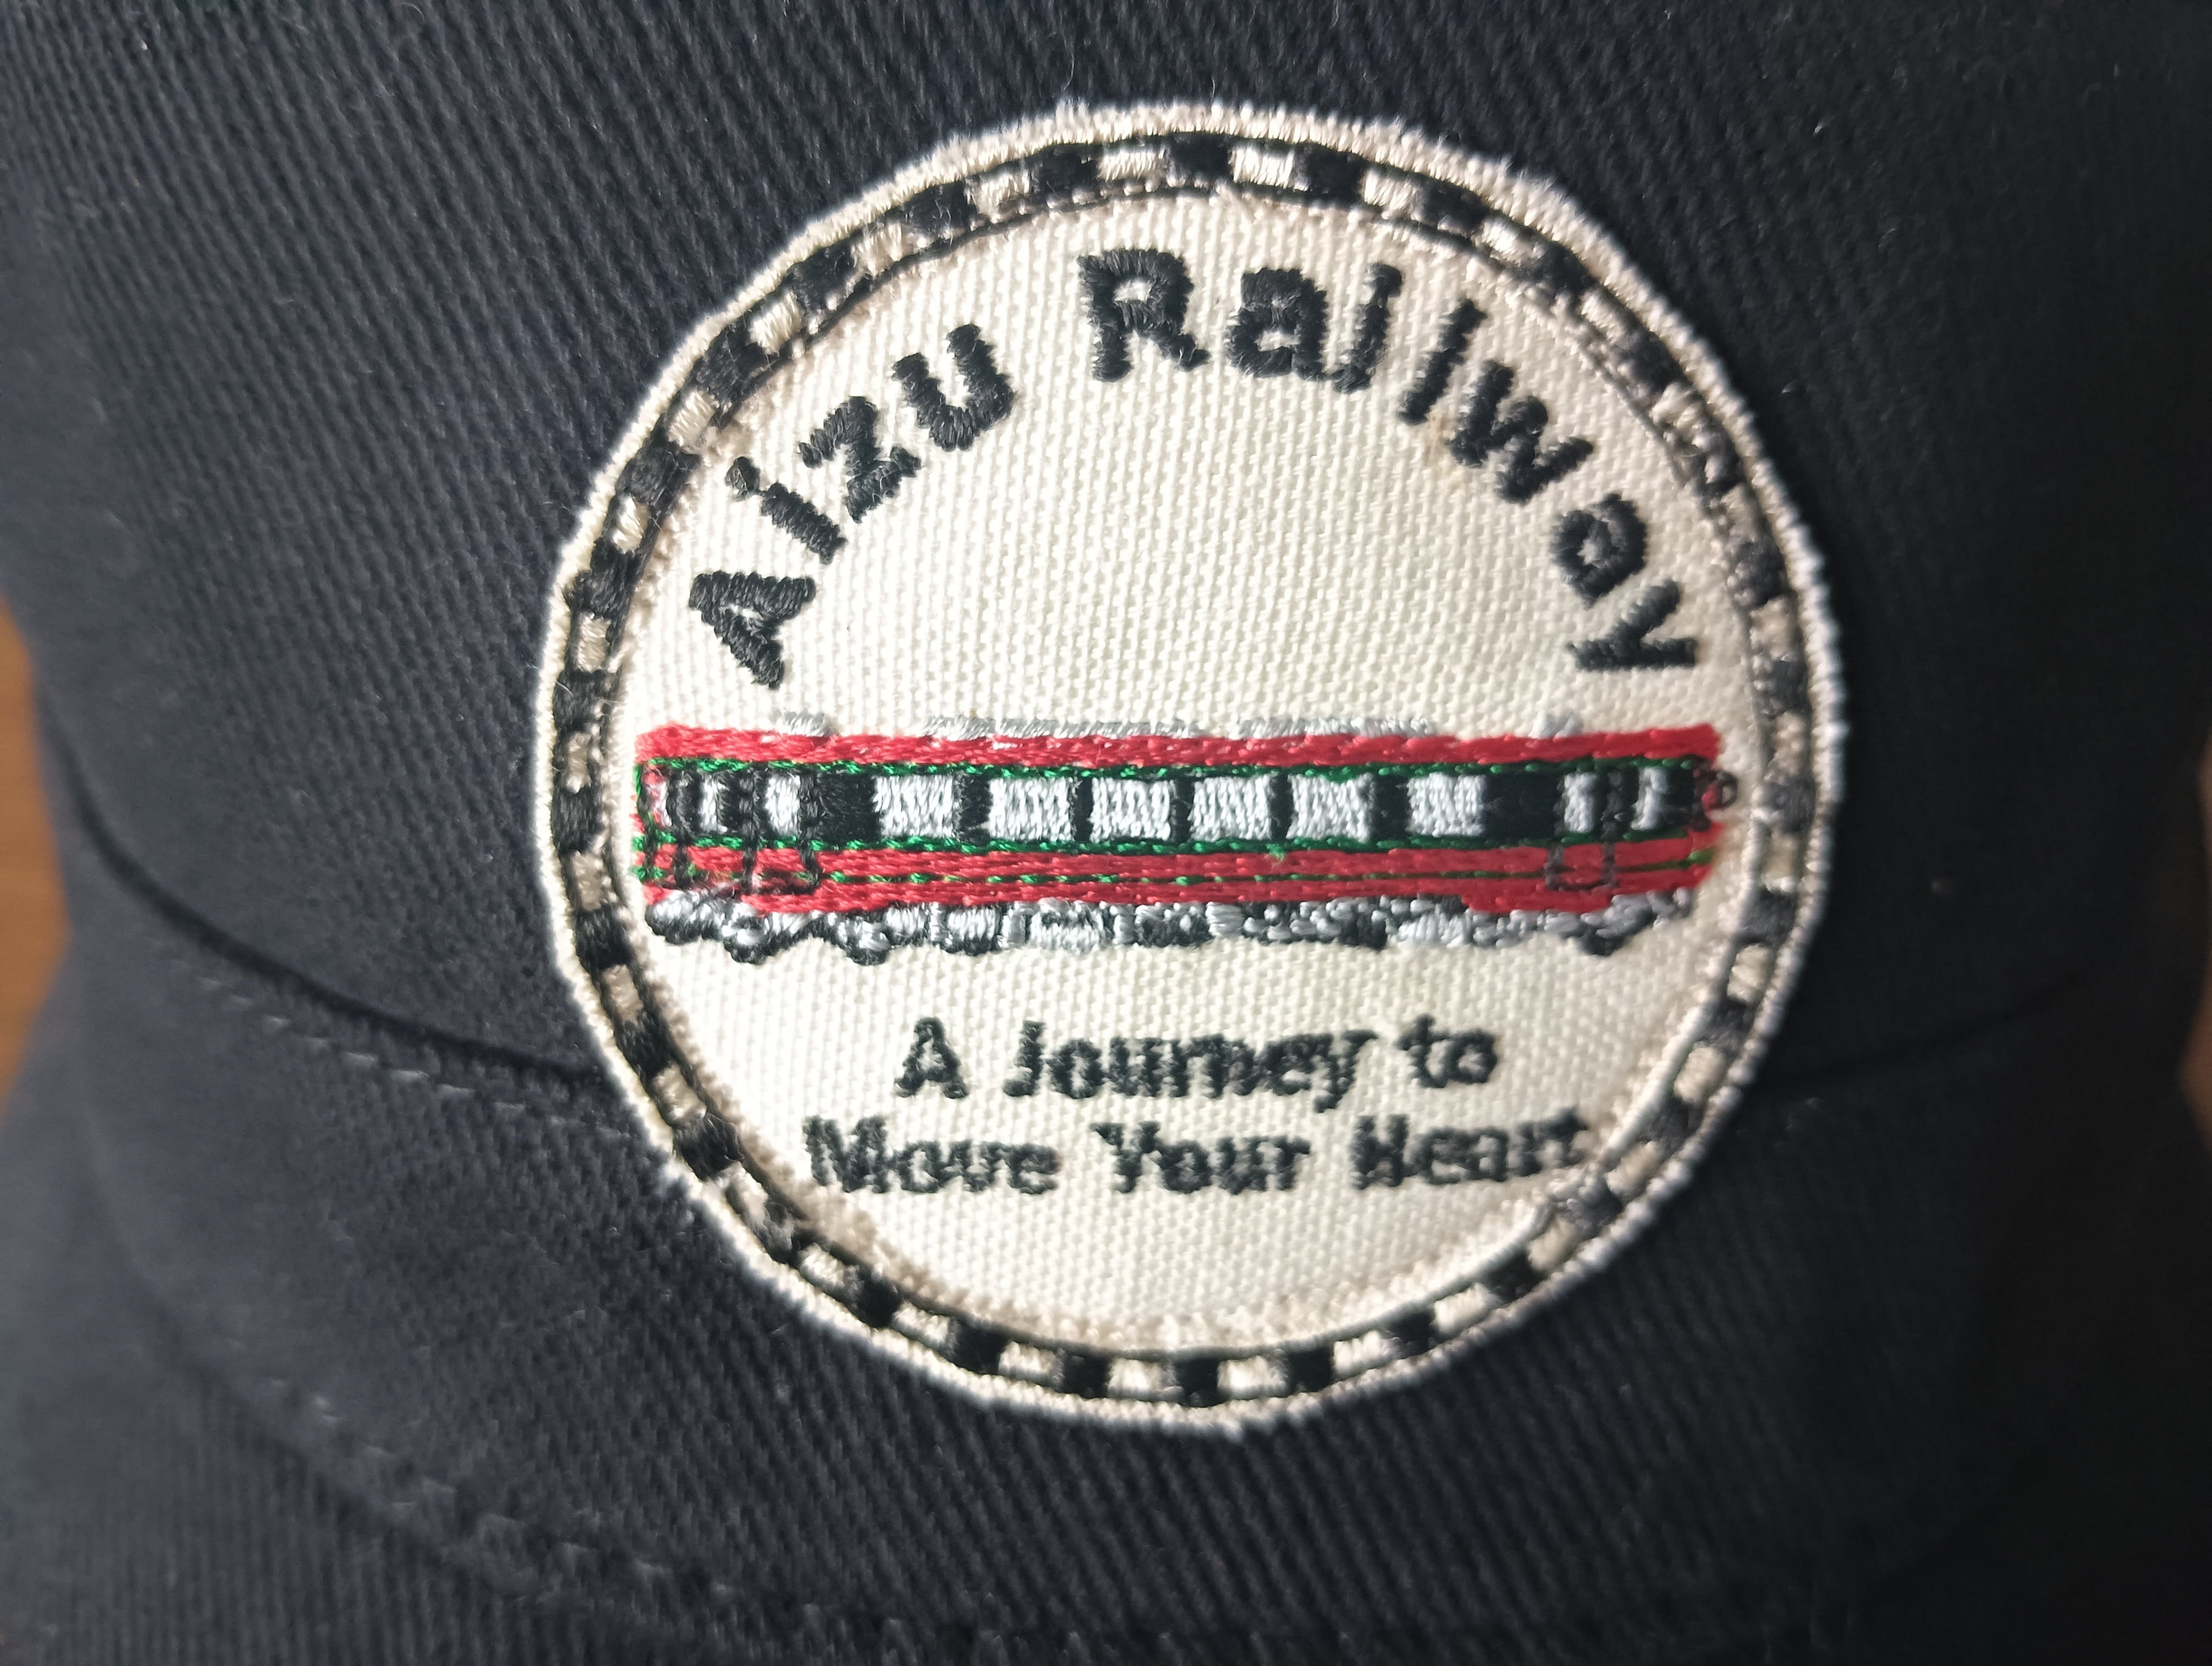 Aizu Railway
A Journey to
Move Your Heart